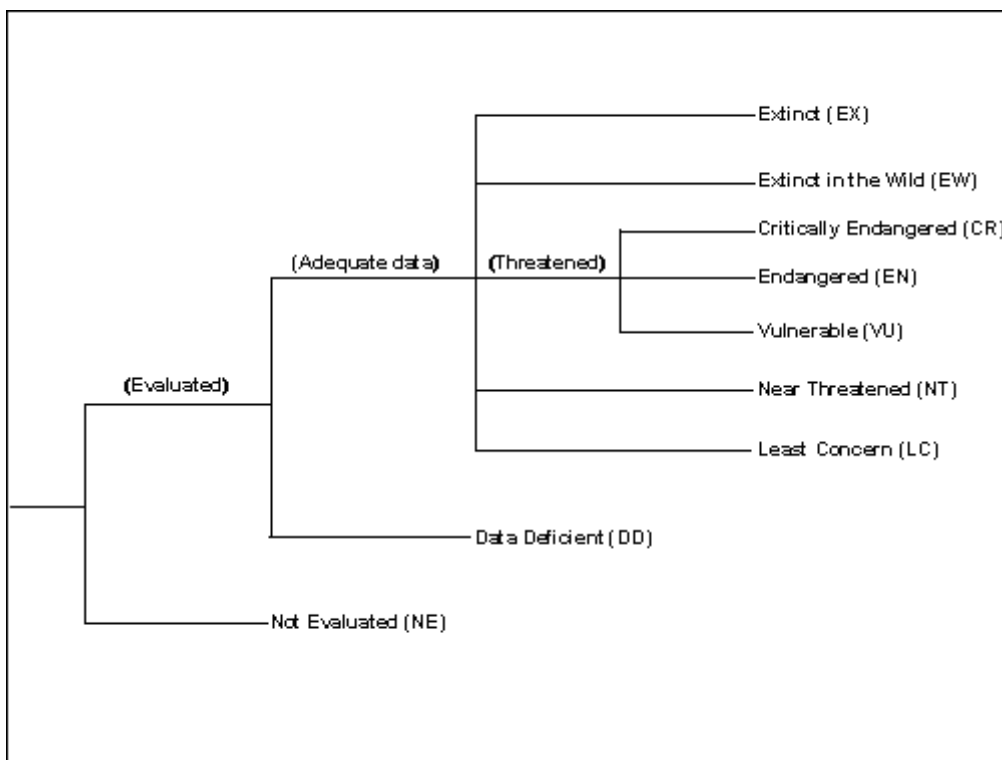 Extinct (EX)
Extinct in the Wild (EW)
Critically Endangered (CR)
(Adequate data)
(Threatened)
Endangered (EN)
Vulnerable (VU)
(Evaluated)
Near Threatened (NT)
Least Concern (LC)
Data Deficient (DD)
Not Evaluated (NE)